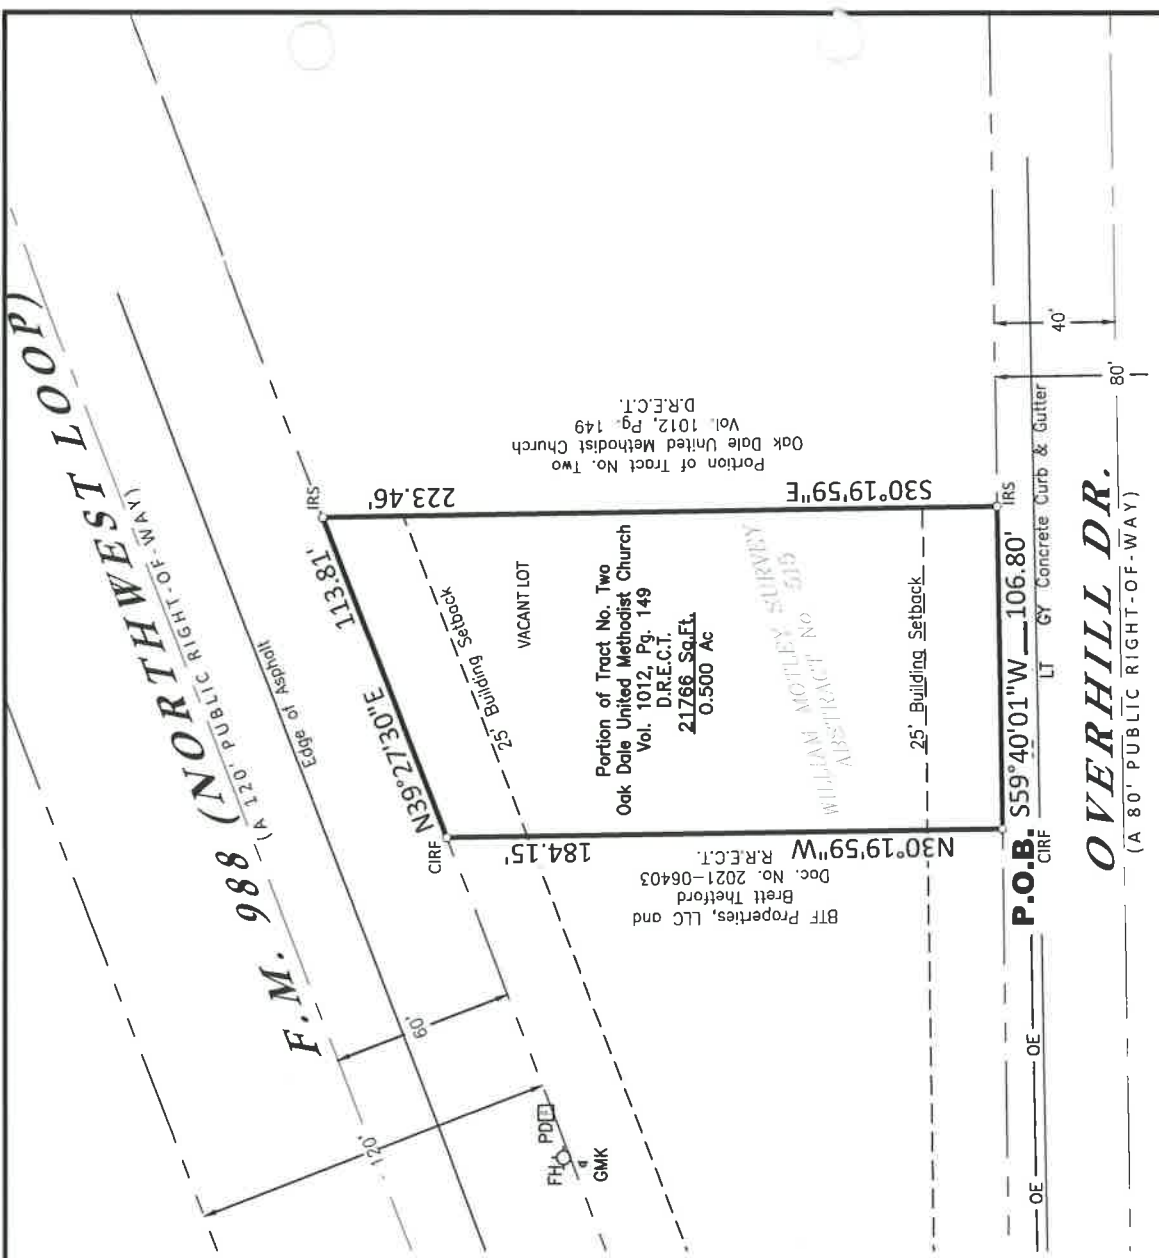 F.M. 988 (NORTHWEST LOOP)
(A 120' PUBLIC RIGHT-OF-WAY)
Edge of Asphalt
IRS
113.81'
N39°27'30"E
CIRF
25' Building Setback
223.46'
S30°19'59"E
Portion of Tract No. Two
Oak Dale United Methodist Church
Vol. 1012, Pg. 149
D.R.E.C.T.
VACANT LOT
Portion of Tract No. Two
Oak Dale United Methodist Church
Vol. 1012, Pg. 149
D.R.E.C.T.
21766 Sq.Ft.
0.500 Ac
WILLIAM MOTLEY SURVEY
ABSTRACT NO 515
184.15'
N30°19'59"W
BTF Properties, LLC and
Brett Thetford
Doc. No. 2021-06403
R.R.E.C.T.
25' Building Setback
60'
120'
FH
PD
GMK
P.O.B.
S59°40'01"W
106.80'
IRS
CIRF
LT
GY
Concrete Curb & Gutter
40'
80'
OE
OE
OVERHILL DR.
(A 80' PUBLIC RIGHT-OF-WAY)